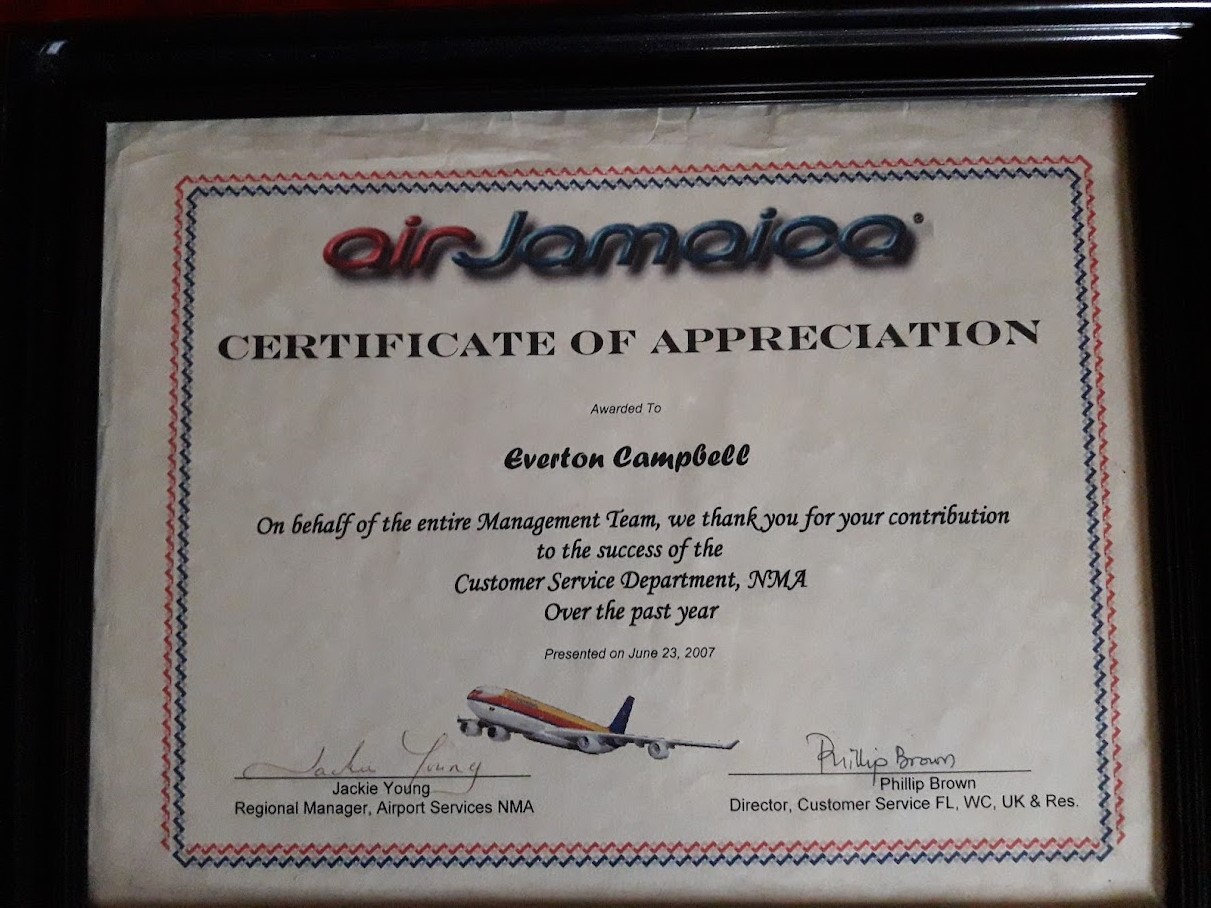 airJamaica®
CERTIFICATE OF APPRECIATION
Awarded To
Everton Campbell
On behalf of the entire Management Team, we thank you for your contribution
to the success of the
Customer Service Department, NMA
Over the past year
Presented on June 23, 2007
Jackie Young
Jackie Young
Regional Manager, Airport Services NMA
Phillip Brown
Phillip Brown
Director, Customer Service FL, WC, UK & Res.